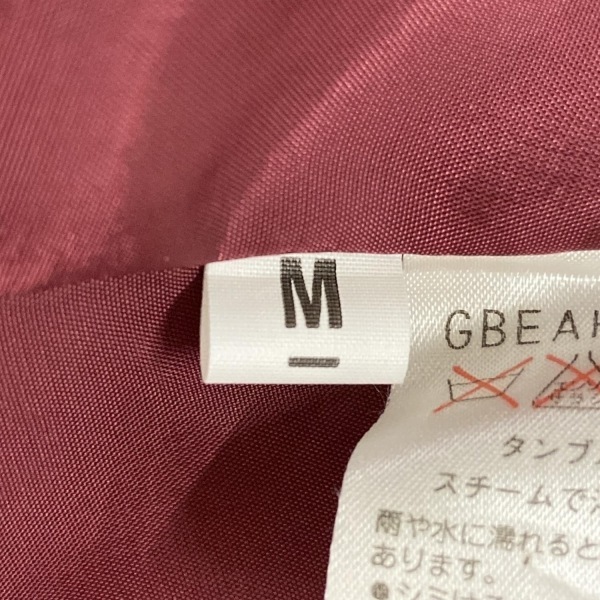 M
GBEAH
タンブ
スチームで
雨や水に濡れると
あります。